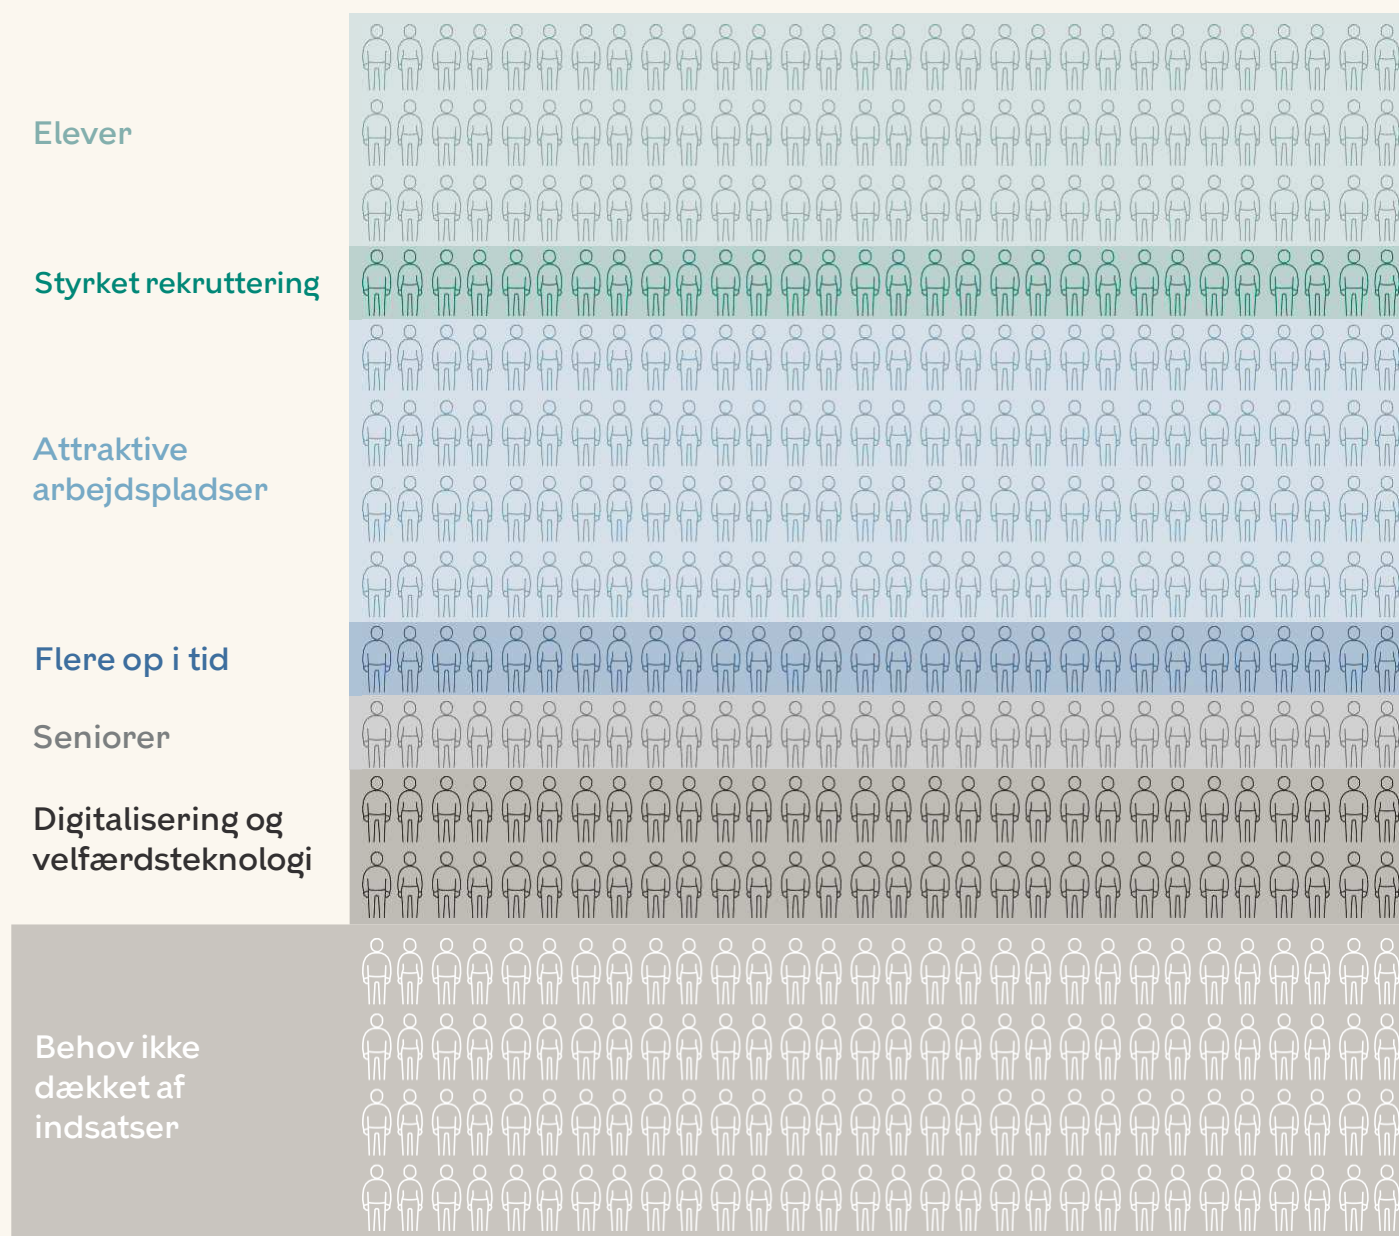 Elever
Styrket rekruttering
Attraktive
arbejdspladser
Flere op i tid
Seniorer
Digitalisering og
velfærdsteknologi
Behov ikke
dækket af
indsatser